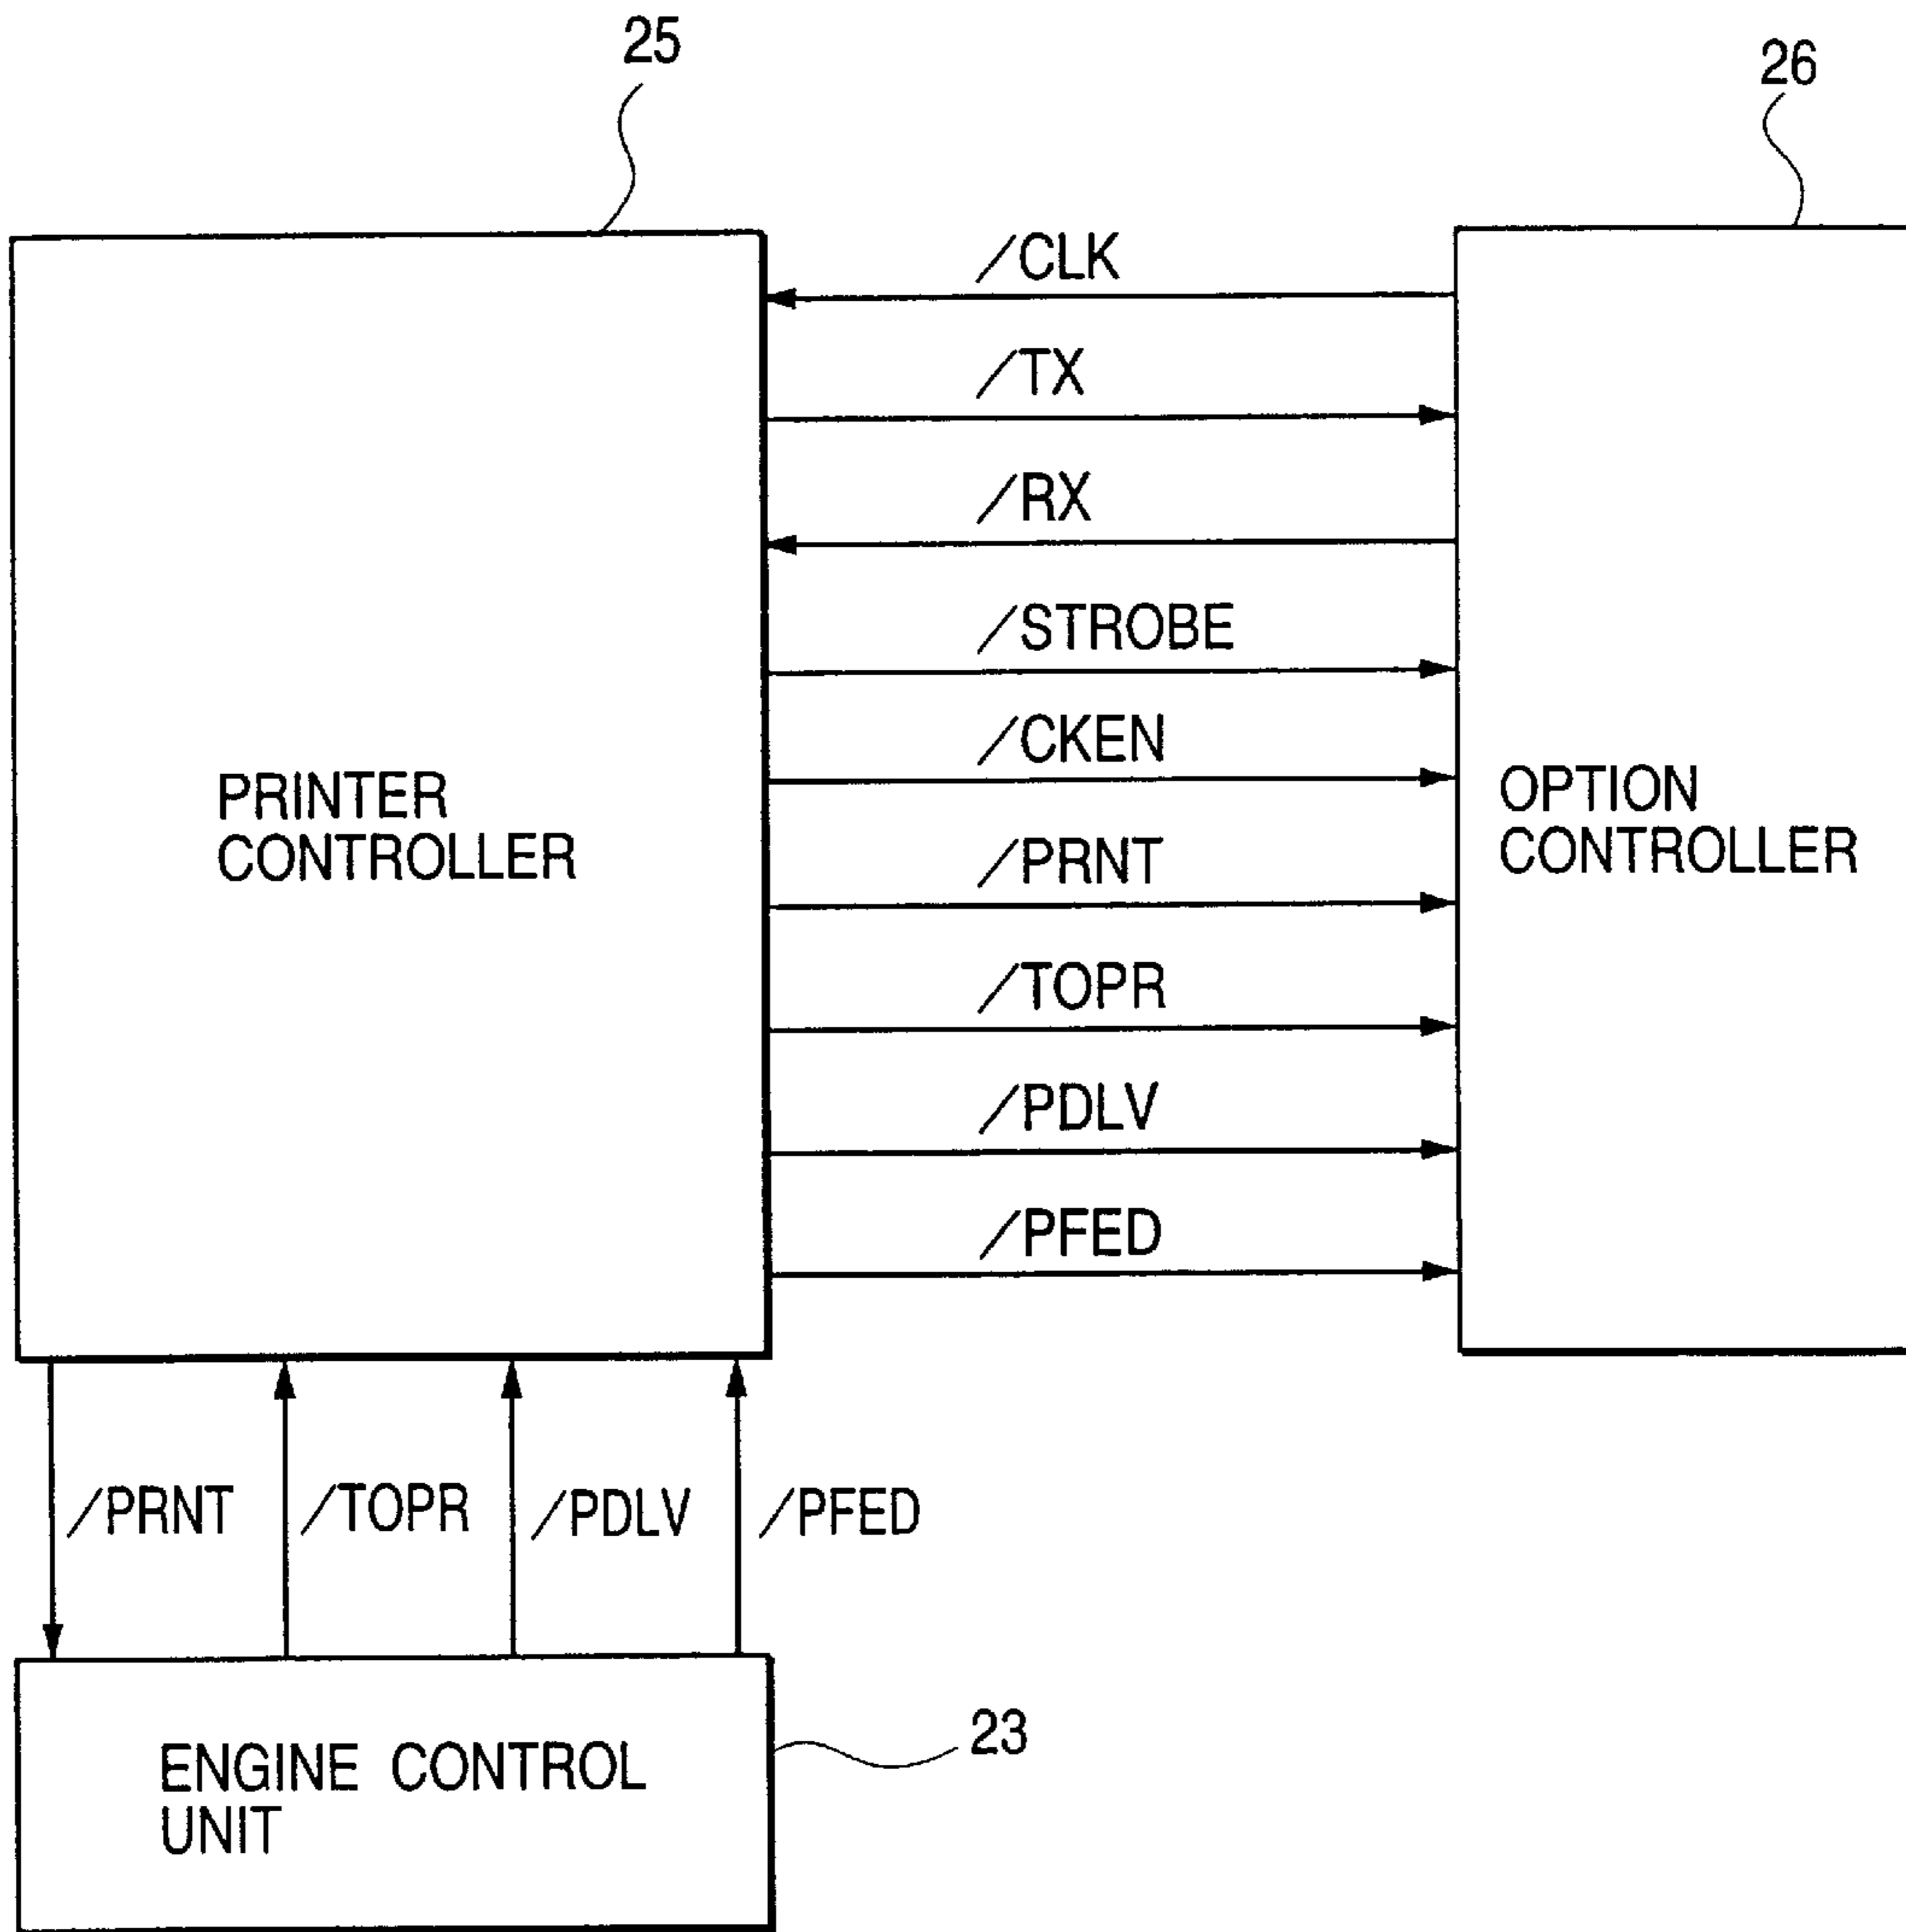 25
26
/CLK
/TX
/RX
/STROBE
/CKEN
PRINTER
CONTROLLER
OPTION
CONTROLLER
/PRNT
/TOPR
/PDLV
/PFED
/PRNT
/TOPR
/PDLV
/PFED
23
ENGINE CONTROL
UNIT